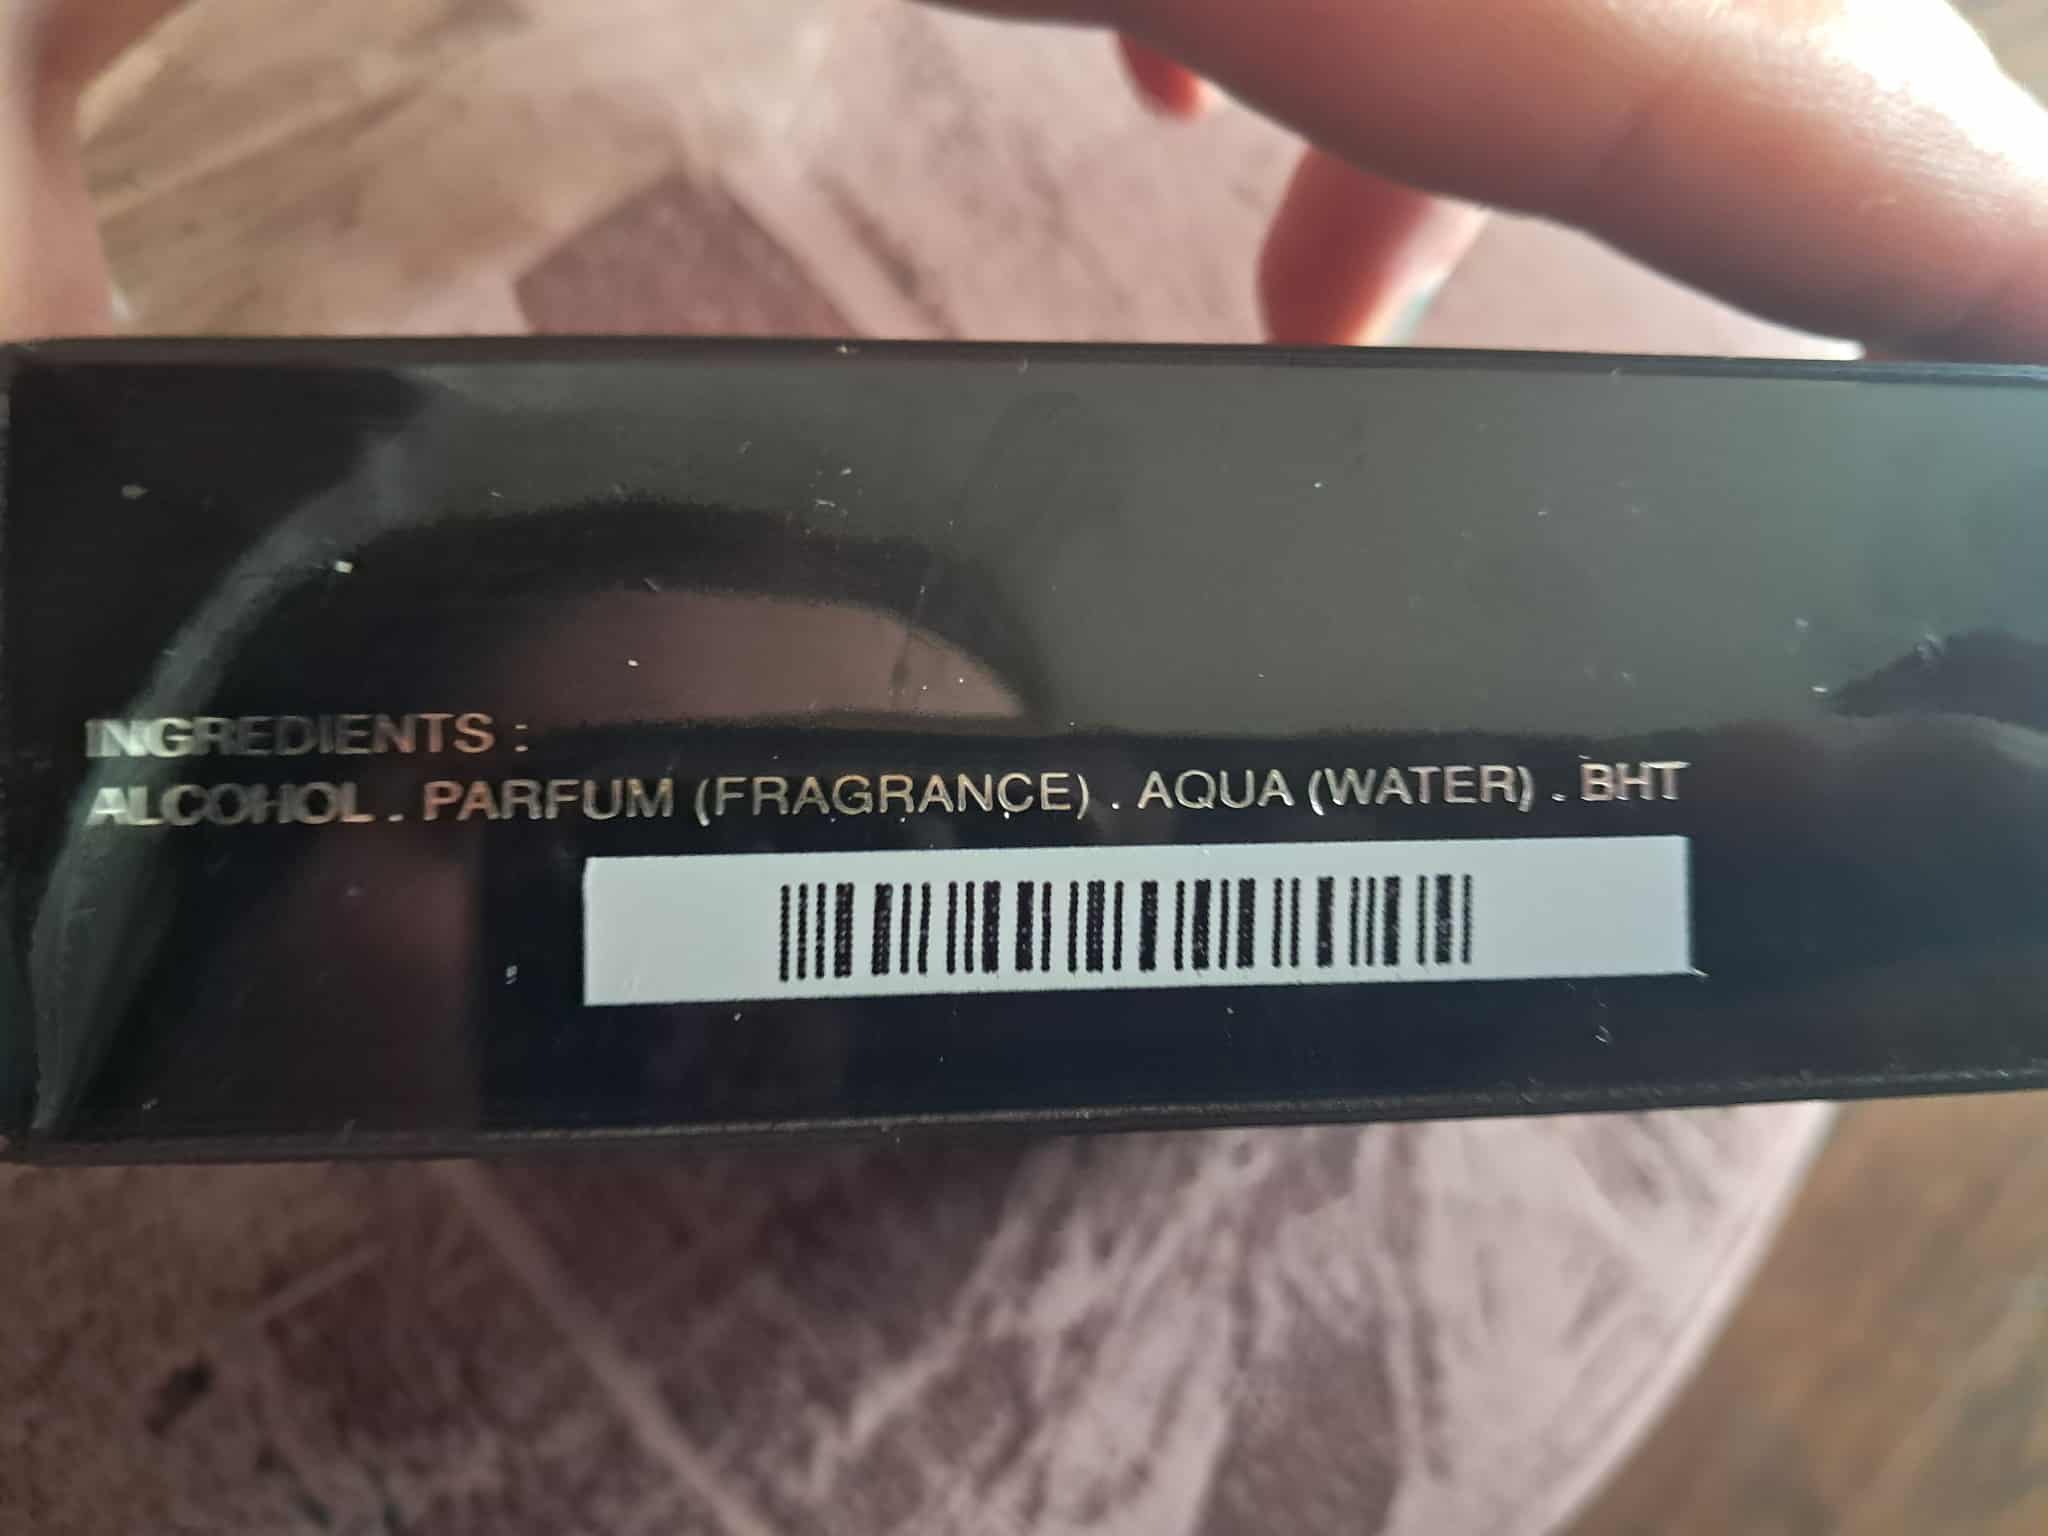 INGREDIENTS :
ALCOHOL . PARFUM (FRAGRANCE) . AQUA (WATER) . BHT